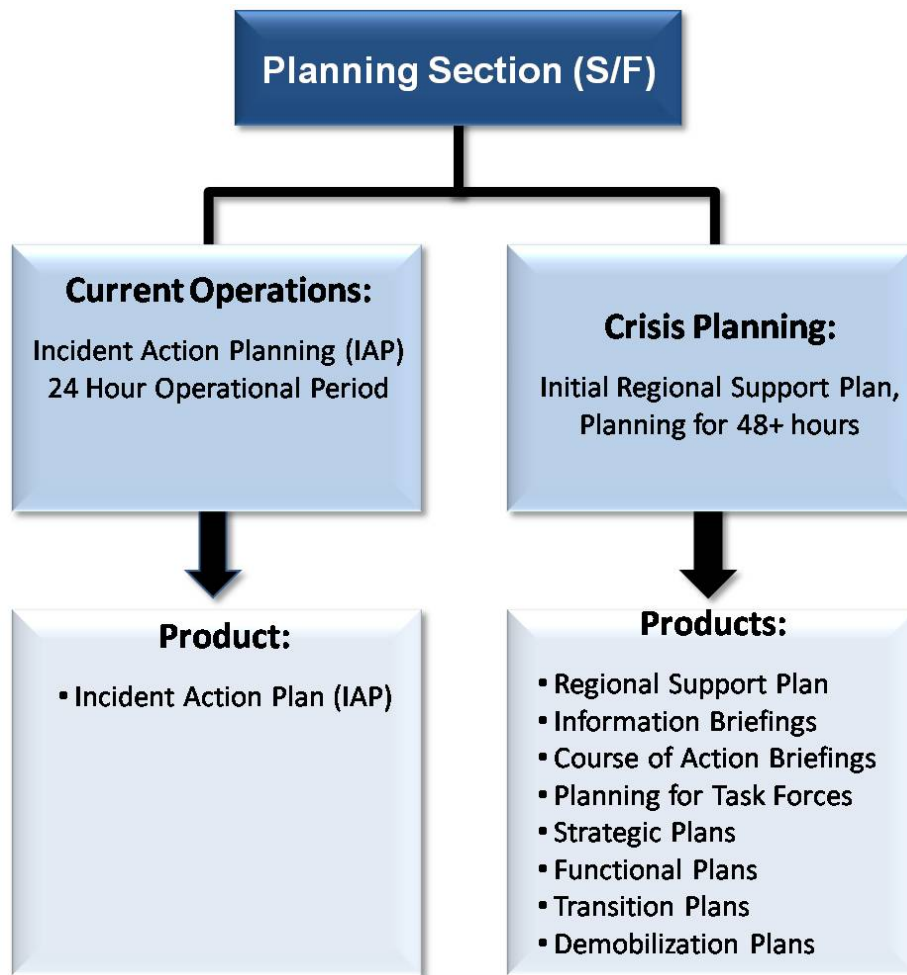 Planning Section (S/F)
Current Operations:
Incident Action Planning (IAP)
24 Hour Operational Period
Crisis Planning:
Initial Regional Support Plan,
Planning for 48+ hours
Product:
▪ Incident Action Plan (IAP)
Products:
▪ Regional Support Plan
▪ Information Briefings
▪ Course of Action Briefings
▪ Planning for Task Forces
▪ Strategic Plans
▪ Functional Plans
▪ Transition Plans
▪ Demobilization Plans